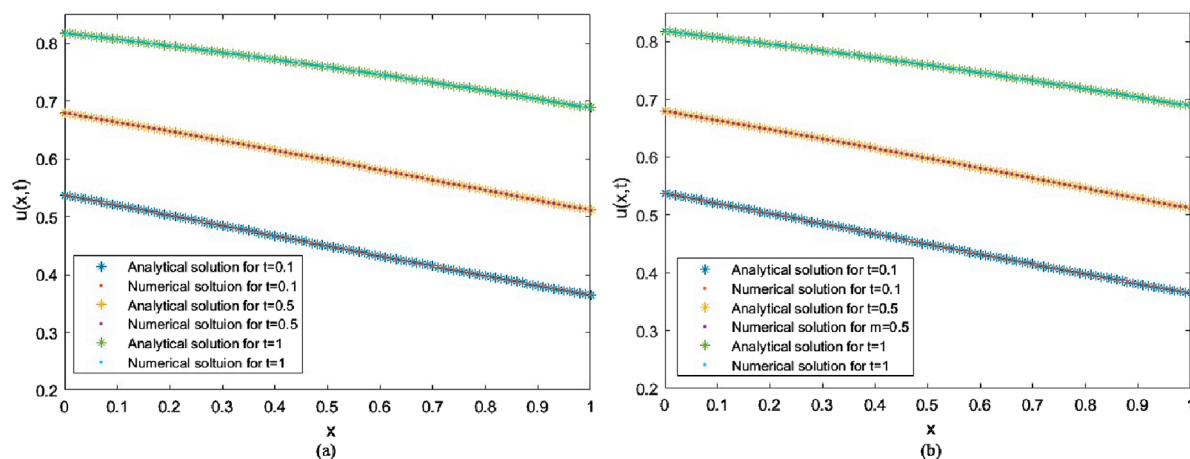 0.8
0.7
0.6
0.5
0.4
0.3
0.2
u(x,t)
Analytical solution for t=0.1
Numerical soltuion for t=0.1
Analytical solution for t=0.5
Numerical soltuion for t=0.5
Analytical solution for t=1
Numerical soltuion for t=1
0 0.1 0.2 0.3 0.4 0.5 0.6 0.7 0.8 0.9 1
x
(a)
0.8
0.7
0.6
0.5
0.4
0.3
0.2
u(x,t)
Analytical solution for t=0.1
Numerical solution for t=0.1
Analytical solution for t=0.5
Numerical solution for m=0.5
Analytical solution for t=1
Numerical solution for t=1
0 0.1 0.2 0.3 0.4 0.5 0.6 0.7 0.8 0.9 1
x
(b)